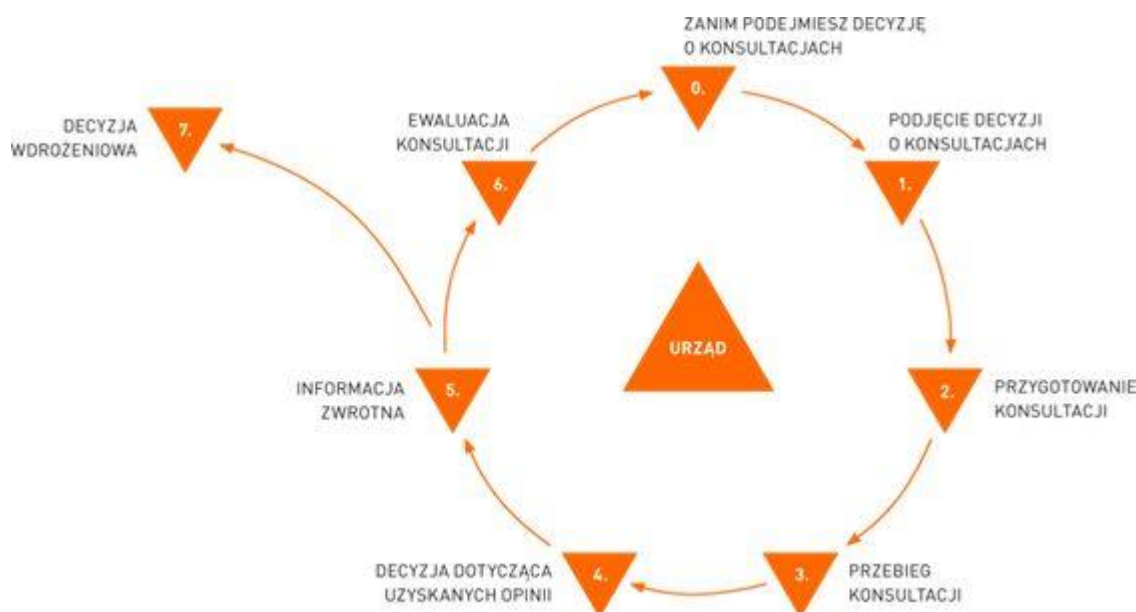 ZANIM PODEJMIESZ DECYZJĘ
O KONSULTACJACH
0.
PODJĘCIE DECYZJI
O KONSULTACJACH
1.
PRZYGOTOWANIE
KONSULTACJI
2.
PRZEBIEG
KONSULTACJI
3.
DECYZJA DOTYCZĄCA
UZYSKANYCH OPINII
4.
INFORMACJA
ZWROTNA
5.
EWALUACJA
KONSULTACJI
6.
DECYZJA
WDROŻENIOWA
7.
URZĄD